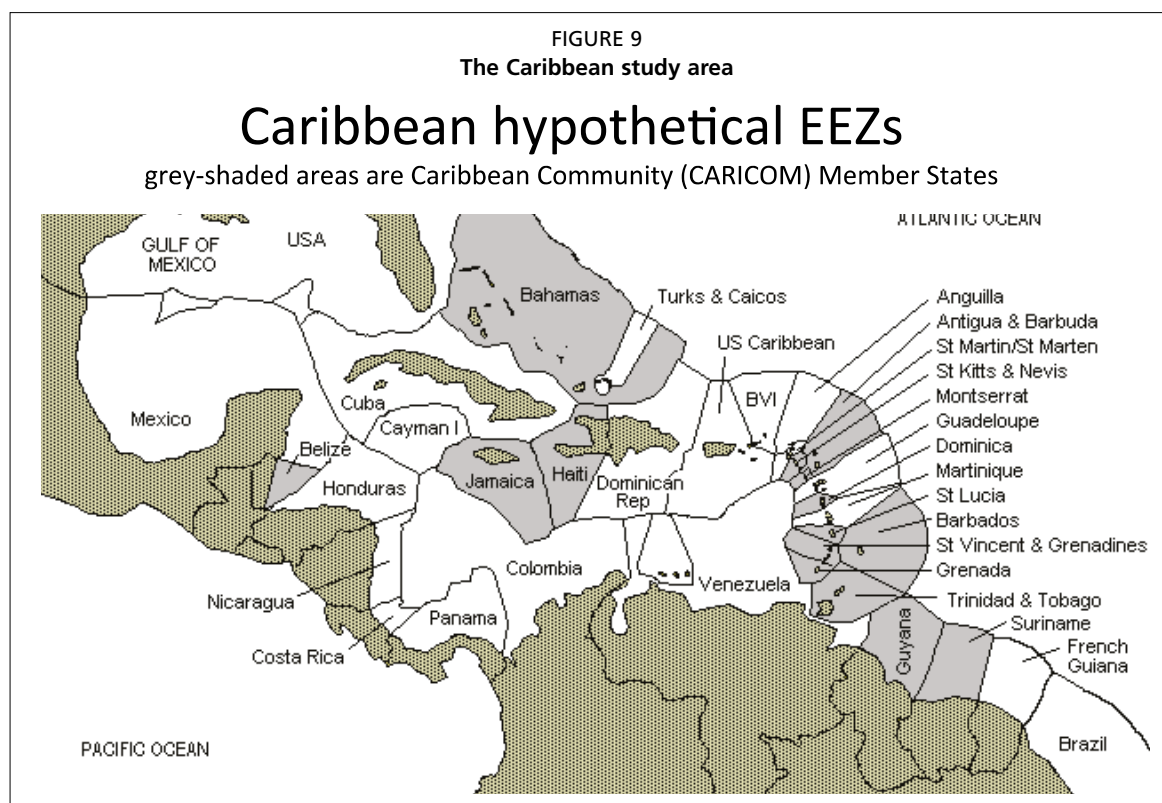 FIGURE 9
The Caribbean study area
Caribbean hypothetical EEZs
grey-shaded areas are Caribbean Community (CARICOM) Member States
ATLANTIC OCEAN
GULF OF
MEXICO
USA
Bahamas
Turks & Caicos
US Caribbean
BVI
Anguilla
Antigua & Barbuda
St Martin/St Marten
St Kitts & Nevis
Montserrat
Guadeloupe
Dominica
Martinique
St Lucia
Barbados
St Vincent & Grenadines
Grenada
Trinidad & Tobago
Suriname
French
Guiana
Mexico
Cuba
Cayman I
Belize
Honduras
Jamaica
Haiti
Dominican
Rep
Colombia
Venezuela
Nicaragua
Panama
Costa Rica
Guyana
PACIFIC OCEAN
Brazil